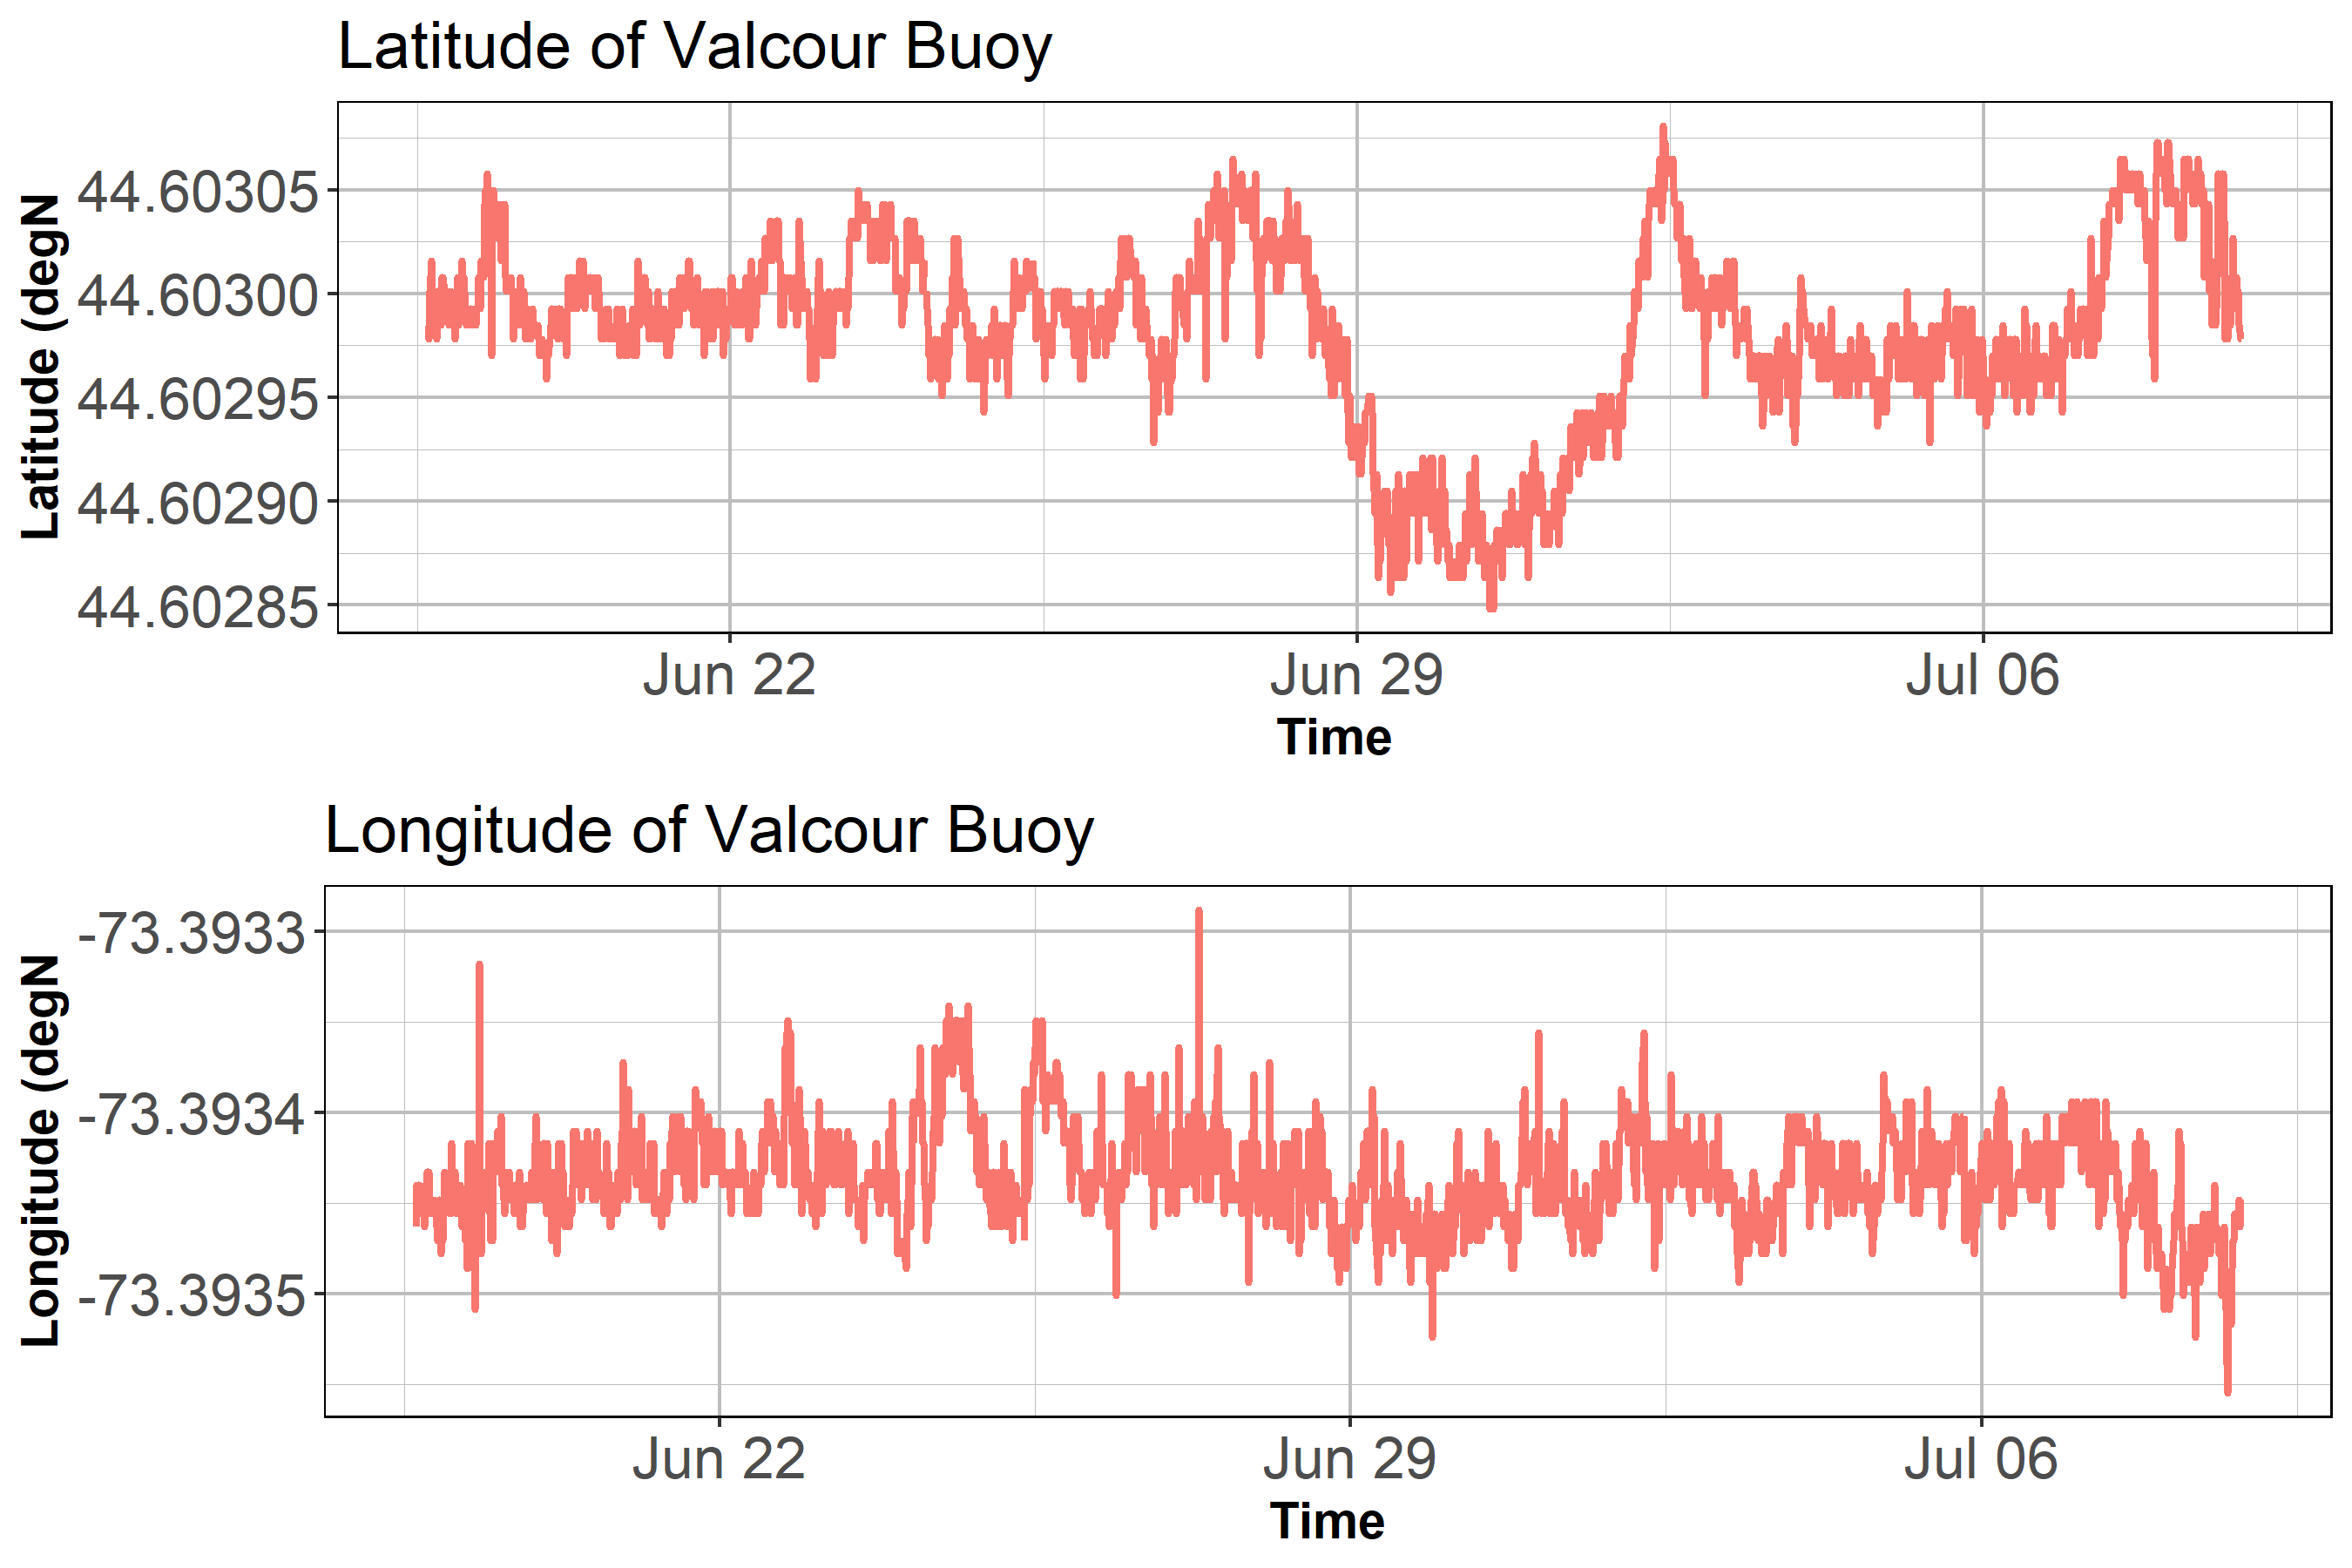 Latitude of Valcour Buoy
Latitude (degN
44.60305
44.60300
44.60295
44.60290
44.60285
Jun 22 Jun 29 Jul 06
Time
Longitude of Valcour Buoy
Longitude (degN
-73.3933
-73.3934
-73.3935
Jun 22 Jun 29 Jul 06
Time